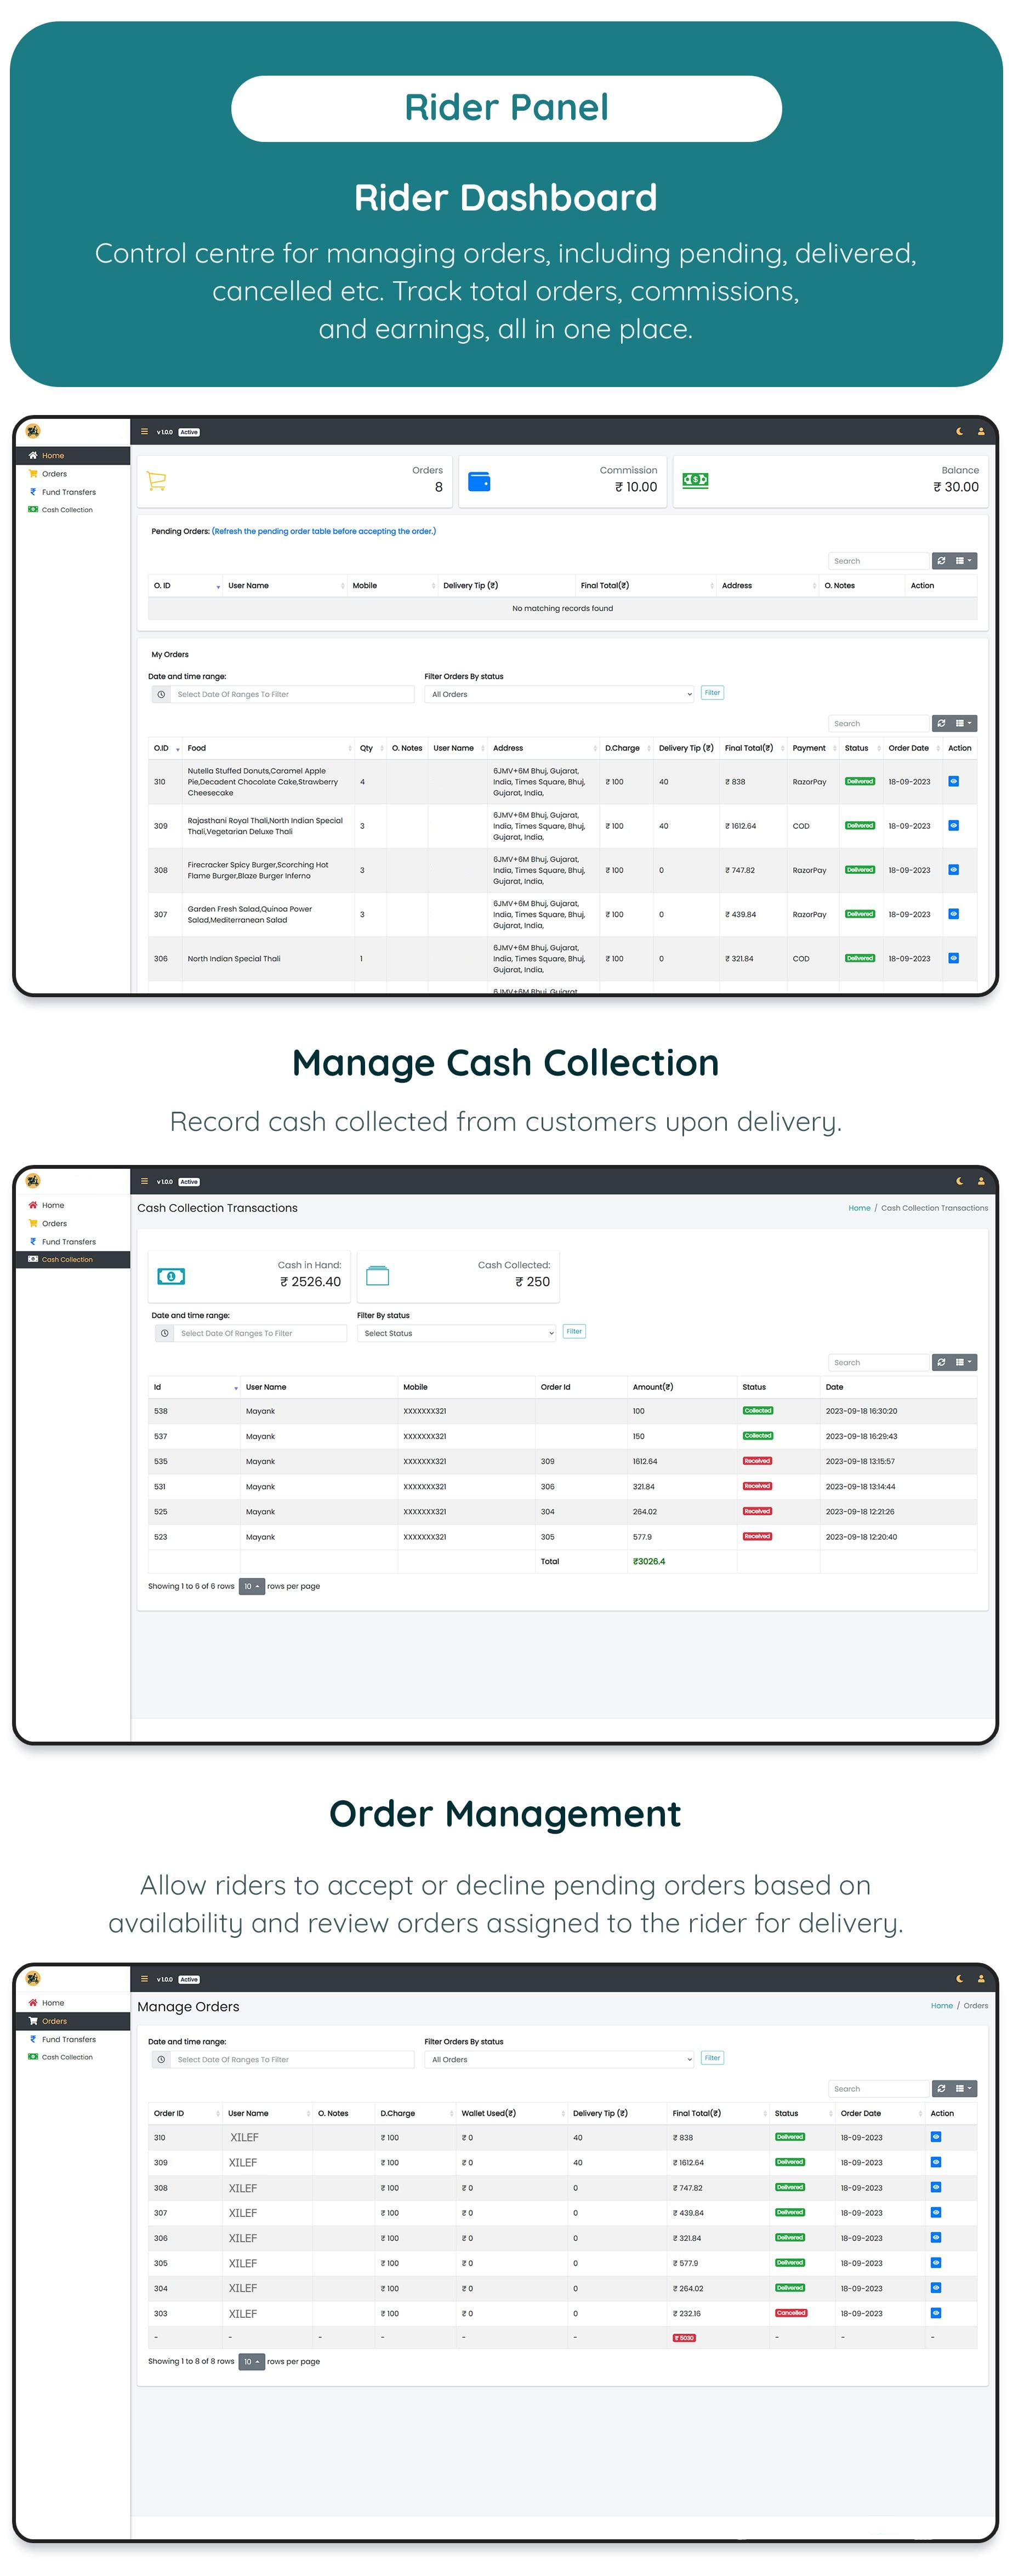 Rider Panel
Rider Dashboard
Control centre for managing orders, including pending, delivered,
cancelled etc. Track total orders, commissions,
and earnings, all in one place.
v 1.0.0 Active
Home
Orders
Fund Transfers
Cash Collection
Orders
8
Commission
₹ 10.00
Balance
₹ 30.00
Pending Orders: (Refresh the pending order table before accepting the order.)
Search
O. ID User Name Mobile Delivery Tip (₹) Final Total(₹) Address O. Notes Action
No matching records found
My Orders
Date and time range: Filter Orders By status
Select Date Of Ranges To Filter All Orders Filter
Search
O.ID Food Qty O. Notes User Name Address D.Charge Delivery Tip (₹) Final Total(₹) Payment Status Order Date Action
310 Nutella Stuffed Donuts,Caramel Apple Pie,Decadent Chocolate Cake,Strawberry Cheesecake 4 6JMV+6M Bhuj, Gujarat, India, Times Square, Bhuj, Gujarat, India, ₹ 100 40 ₹ 838 RazorPay Delivered 18-09-2023
309 Rajasthani Royal Thali,North Indian Special Thali,Vegetarian Deluxe Thali 3 6JMV+6M Bhuj, Gujarat, India, Times Square, Bhuj, Gujarat, India, ₹ 100 40 ₹ 1612.64 COD Delivered 18-09-2023
308 Firecracker Spicy Burger,Scorching Hot Flame Burger,Blaze Burger Inferno 3 6JMV+6M Bhuj, Gujarat, India, Times Square, Bhuj, Gujarat, India, ₹ 100 0 ₹ 747.82 RazorPay Delivered 18-09-2023
307 Garden Fresh Salad,Quinoa Power Salad,Mediterranean Salad 3 6JMV+6M Bhuj, Gujarat, India, Times Square, Bhuj, Gujarat, India, ₹ 100 0 ₹ 439.84 RazorPay Delivered 18-09-2023
306 North Indian Special Thali 1 6JMV+6M Bhuj, Gujarat, India, Times Square, Bhuj, Gujarat, India, ₹ 100 0 ₹ 321.84 COD Delivered 18-09-2023
6JMV+6M Bhuj, Gujarat,
Manage Cash Collection
Record cash collected from customers upon delivery.
v 1.0.0 Active
Home
Orders
Fund Transfers
Cash Collection
Cash Collection Transactions
Home / Cash Collection Transactions
Cash in Hand:
₹ 2526.40
Cash Collected:
₹ 250
Date and time range: Filter By status
Select Date Of Ranges To Filter Select Status Filter
Search
Id User Name Mobile Order Id Amount(₹) Status Date
538 Mayank XXXXXXX321 100 Collected 2023-09-18 16:30:20
537 Mayank XXXXXXX321 150 Collected 2023-09-18 16:29:43
535 Mayank XXXXXXX321 309 1612.64 Received 2023-09-18 13:15:57
531 Mayank XXXXXXX321 306 321.84 Received 2023-09-18 13:14:44
525 Mayank XXXXXXX321 304 264.02 Received 2023-09-18 12:21:26
523 Mayank XXXXXXX321 305 577.9 Received 2023-09-18 12:20:40
Total ₹3026.4
Showing 1 to 6 of 6 rows 10 rows per page
Order Management
Allow riders to accept or decline pending orders based on
availability and review orders assigned to the rider for delivery.
v 1.0.0 Active
Home
Orders
Fund Transfers
Cash Collection
Manage Orders
Home / Orders
Date and time range: Filter Orders By status
Select Date Of Ranges To Filter All Orders Filter
Search
Order ID User Name O. Notes D.Charge Wallet Used(₹) Delivery Tip (₹) Final Total(₹) Status Order Date Action
310 XILEF ₹ 100 ₹ 0 40 ₹ 838 Delivered 18-09-2023
309 XILEF ₹ 100 ₹ 0 40 ₹ 1612.64 Delivered 18-09-2023
308 XILEF ₹ 100 ₹ 0 0 ₹ 747.82 Delivered 18-09-2023
307 XILEF ₹ 100 ₹ 0 0 ₹ 439.84 Delivered 18-09-2023
306 XILEF ₹ 100 ₹ 0 0 ₹ 321.84 Delivered 18-09-2023
305 XILEF ₹ 100 ₹ 0 0 ₹ 577.9 Delivered 18-09-2023
304 XILEF ₹ 100 ₹ 0 0 ₹ 264.02 Delivered 18-09-2023
303 XILEF ₹ 100 ₹ 0 0 ₹ 232.16 Cancelled 18-09-2023
- - - - - - ₹ 5030 - - -
Showing 1 to 8 of 8 rows 10 rows per page